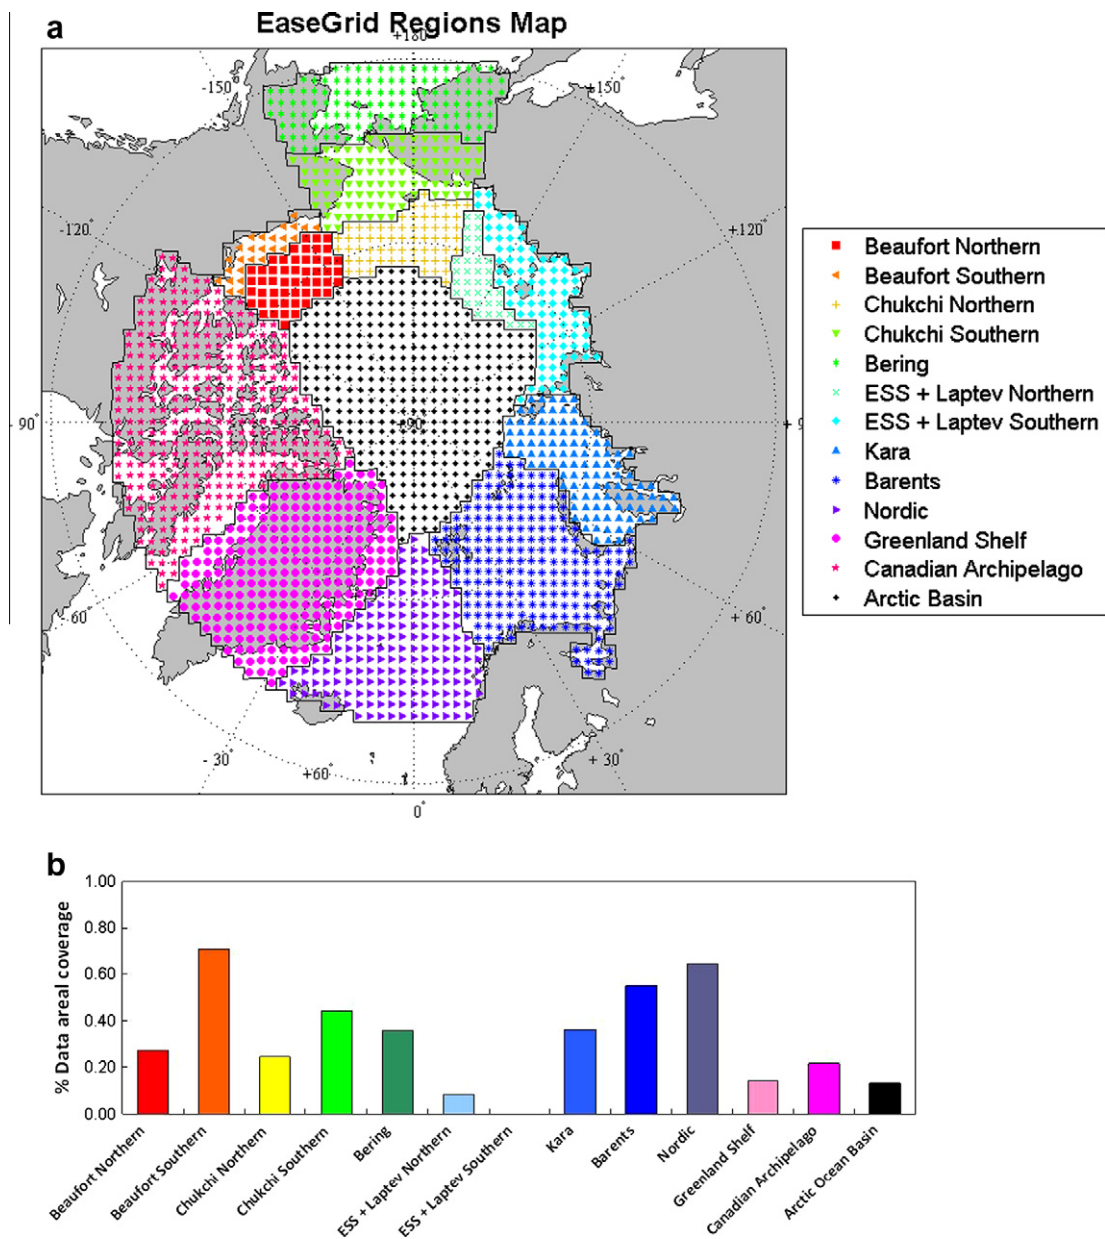 a
EaseGrid Regions Map
+180°
-150°
+150°
-120°
+120°
90°
+90°
+ 9
- 60°
+ 60°
- 30°
+60°
+ 30°
0°
Beaufort Northern
Beaufort Southern
Chukchi Northern
Chukchi Southern
Bering
ESS + Laptev Northern
ESS + Laptev Southern
Kara
Barents
Nordic
Greenland Shelf
Canadian Archipelago
Arctic Basin
b
% Data areal coverage
1.00
0.80
0.60
0.40
0.20
0.00
Beaufort Northern
Beaufort Southern
Chukchi Northern
Chukchi Southern
Bering
ESS + Laptev Northern
ESS + Laptev Southern
Kara
Barents
Nordic
Greenland Shelf
Canadian Archipelago
Arctic Ocean Basin